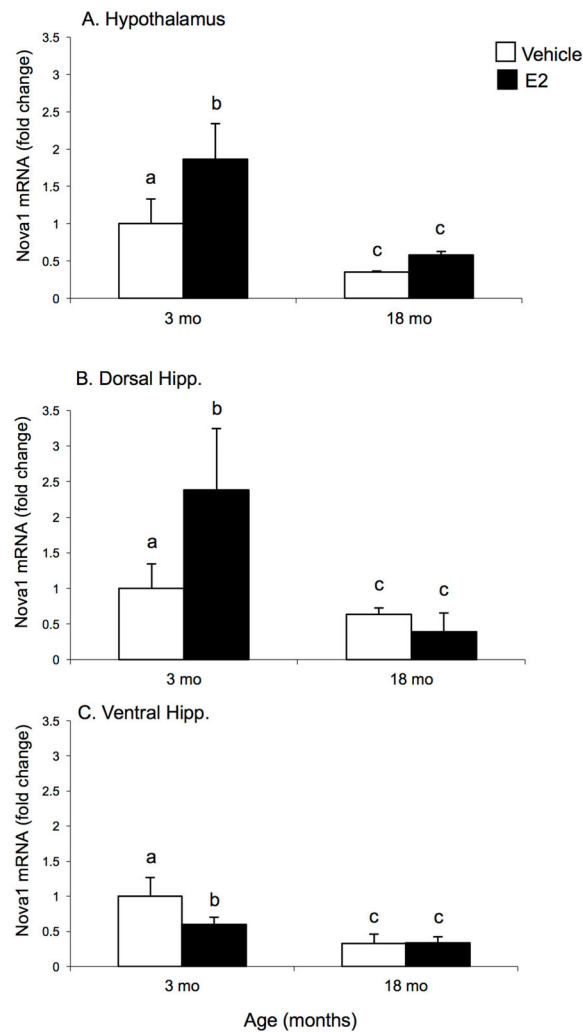 A. Hypothalamus
Nova1 mRNA (fold change)
3.5
3
2.5
2
1.5
1
0.5
0
Vehicle
E2
a
b
c
c
3 mo
18 mo
B. Dorsal Hipp.
Nova1 mRNA (fold change)
3.5
3
2.5
2
1.5
1
0.5
0
a
b
c
c
3 mo
18 mo
C. Ventral Hipp.
Nova1 mRNA (fold change)
3.5
3
2.5
2
1.5
1
0.5
0
a
b
c
c
3 mo
18 mo
Age (months)